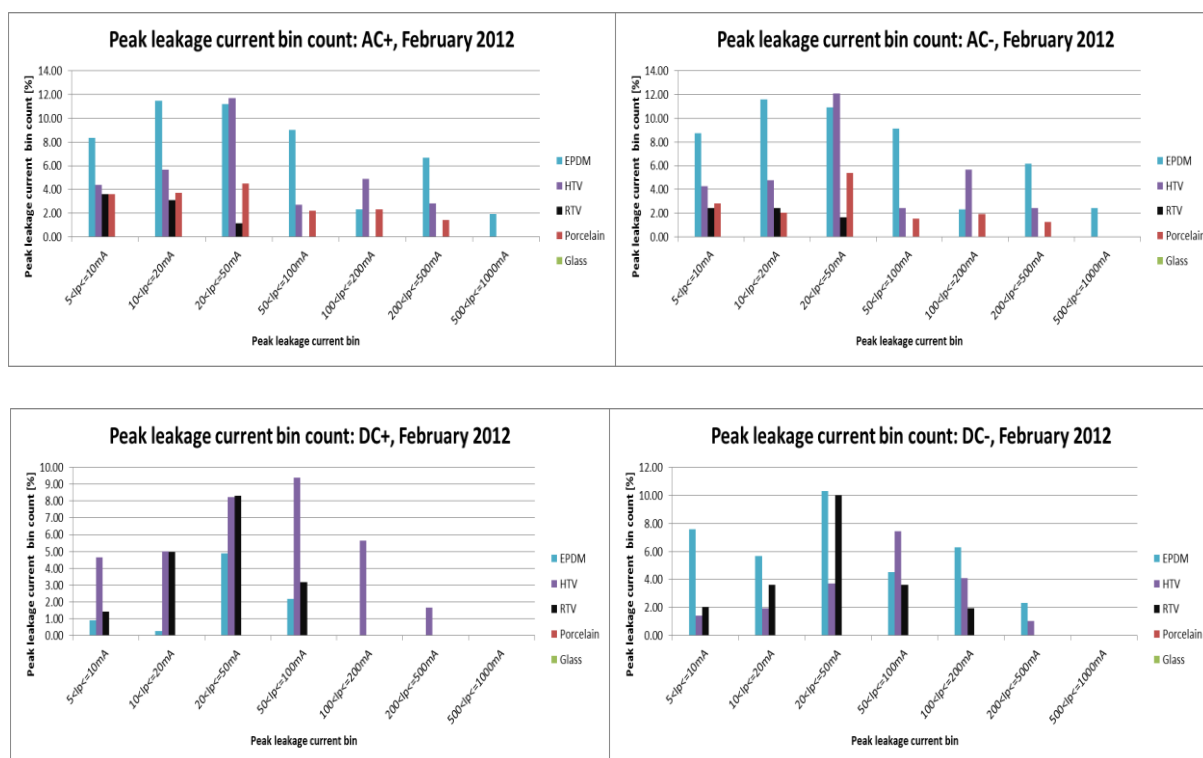 Peak leakage current bin count: AC+, February 2012
Peak leakage current bin count [%]
14.00
12.00
10.00
8.00
6.00
4.00
2.00
0.00
5<Ip<=10mA
10<Ip<=20mA
20<Ip<=50mA
50<Ip<=100mA
100<Ip<=200mA
200<Ip<=500mA
500<Ip<=1000mA
Peak leakage current bin
EPDM
HTV
RTV
Porcelain
Glass
Peak leakage current bin count: AC-, February 2012
Peak leakage current bin count [%]
14.00
12.00
10.00
8.00
6.00
4.00
2.00
0.00
5<Ip<=10mA
10<Ip<=20mA
20<Ip<=50mA
50<Ip<=100mA
100<Ip<=200mA
200<Ip<=500mA
500<Ip<=1000mA
Peak leakage current bin
EPDM
HTV
RTV
Porcelain
Glass
Peak leakage current bin count: DC+, February 2012
Peak leakage current bin count [%]
10.00
9.00
8.00
7.00
6.00
5.00
4.00
3.00
2.00
1.00
0.00
5<Ip<=10mA
10<Ip<=20mA
20<Ip<=50mA
50<Ip<=100mA
100<Ip<=200mA
200<Ip<=500mA
500<Ip<=1000mA
Peak leakage current bin
EPDM
HTV
RTV
Porcelain
Glass
Peak leakage current bin count: DC-, February 2012
Peak leakage current bin count [%]
12.00
10.00
8.00
6.00
4.00
2.00
0.00
5<Ip<=10mA
10<Ip<=20mA
20<Ip<=50mA
50<Ip<=100mA
100<Ip<=200mA
200<Ip<=500mA
500<Ip<=1000mA
Peak leakage current bin
EPDM
HTV
RTV
Porcelain
Glass